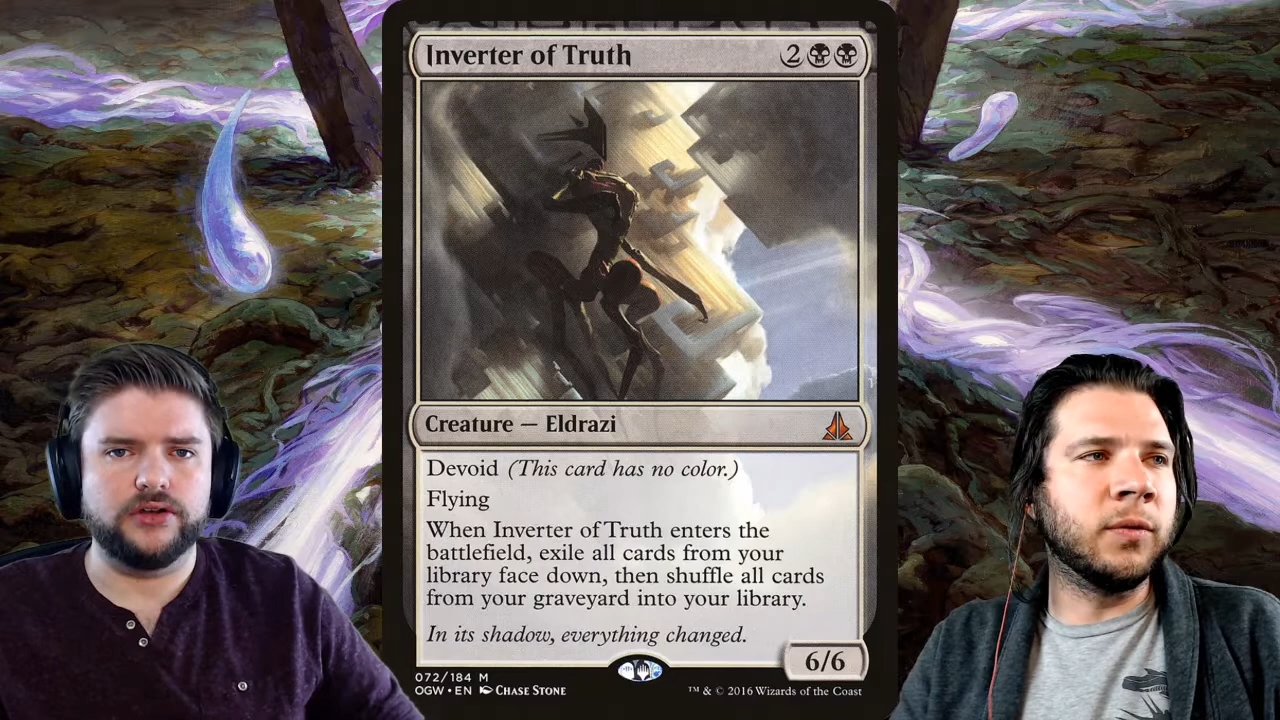 Inverter of Truth 2
Creature — Eldrazi
Devoid (This card has no color.)
Flying
When Inverter of Truth enters the
battlefield, exile all cards from your
library face down, then shuffle all cards
from your graveyard into your library.
In its shadow, everything changed.
6/6
072/184 M
OGW • EN Chase Stone
™ & © 2016 Wizards of the Coast